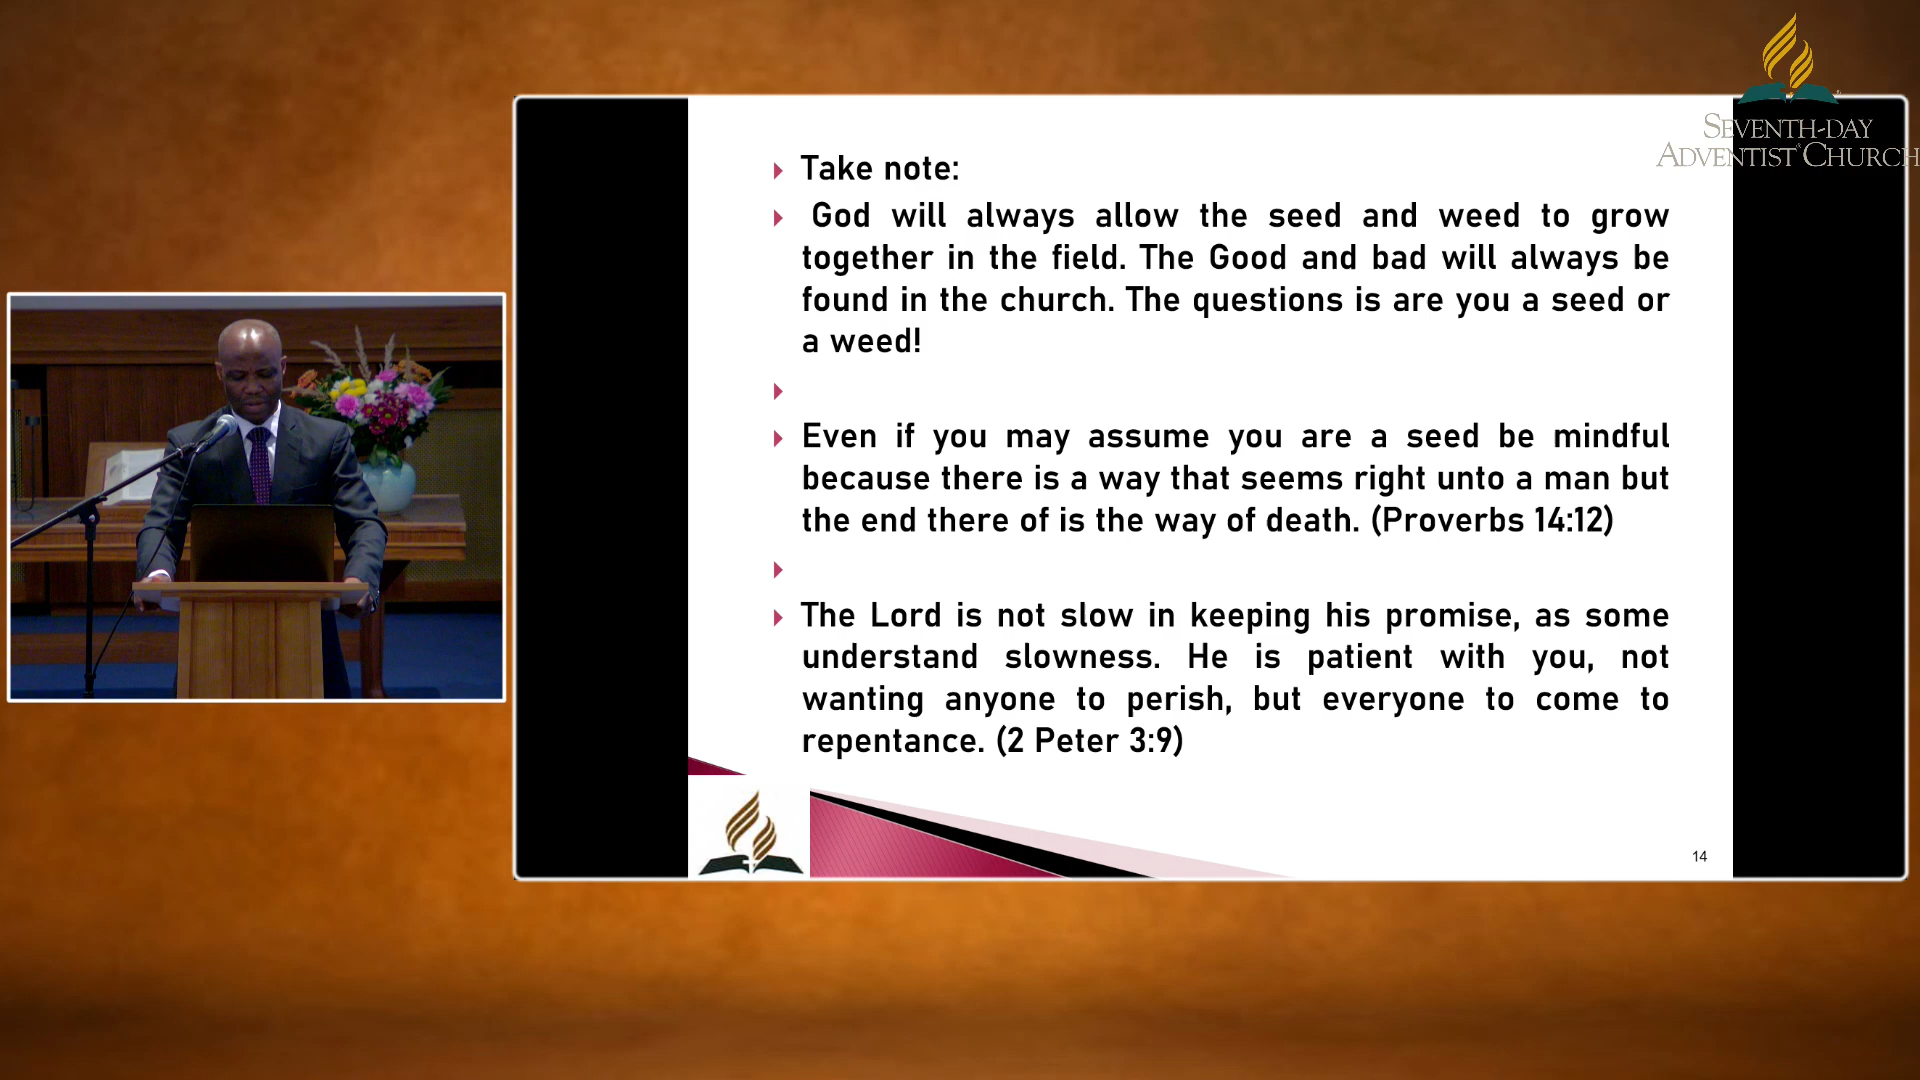 SEVENTH-DAY
ADVENTIST CHURCH
Take note:
God will always allow the seed and weed to grow
together in the field. The Good and bad will always be
found in the church. The questions is are you a seed or
a weed!
Even if you may assume you are a seed be mindful
because there is a way that seems right unto a man but
the end there of is the way of death. (Proverbs 14:12)
The Lord is not slow in keeping his promise, as some
understand slowness. He is patient with you, not
wanting anyone to perish, but everyone to come to
repentance. (2 Peter 3:9)
14